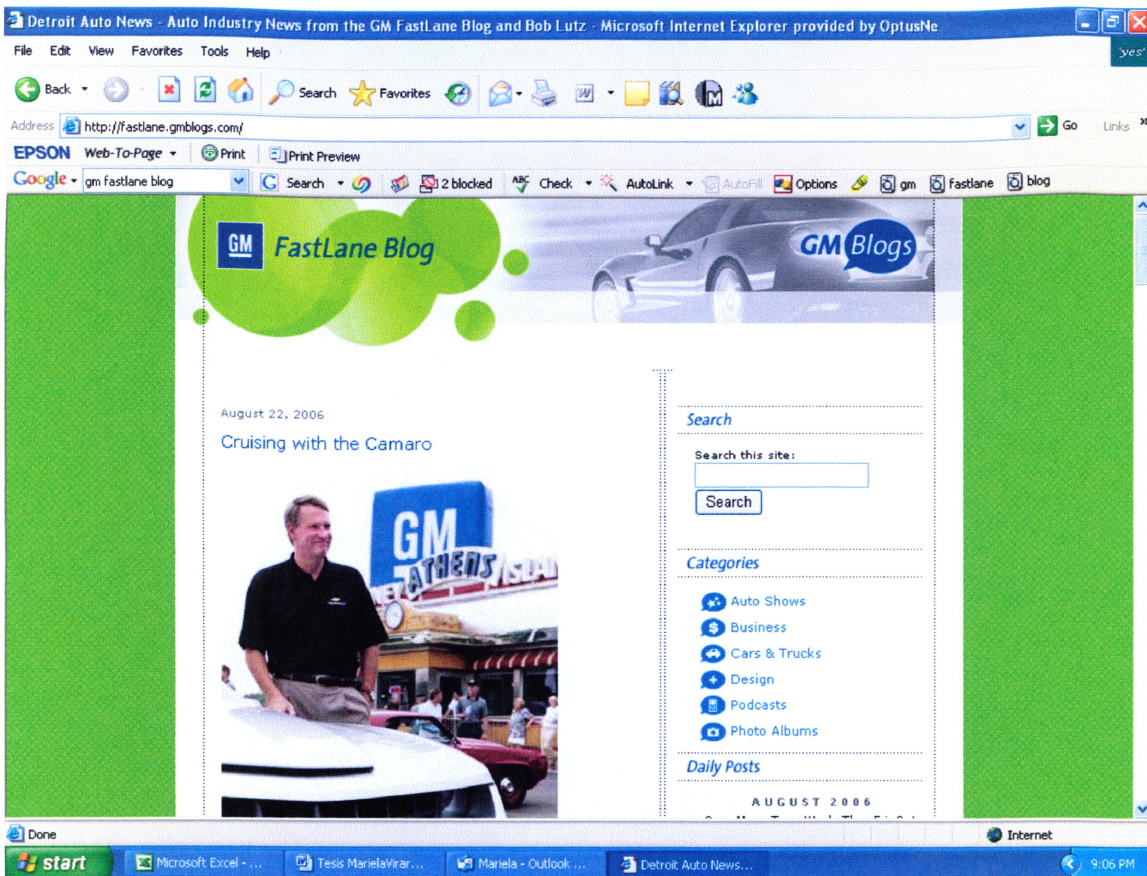 Detroit Auto News - Auto Industry News from the GM FastLane Blog and Bob Lutz - Microsoft Internet Explorer provided by OptusNe
File Edit View Favorites Tools Help
'yes'
Back Search Favorites
Address http://fastlane.gmblogs.com/ Go Links »
EPSON Web-To-Page Print Print Preview
Google gm fastlane blog G Search 2 blocked ABC Check AutoLink AutoFill Options gm fastlane blog
GM FastLane Blog
GM Blogs
August 22, 2006
Cruising with the Camaro
GM
ATHENS
Search
Search this site:
Search
Categories
Auto Shows
Business
Cars & Trucks
Design
Podcasts
Photo Albums
Daily Posts
AUGUST 2006
Done Internet
start Microsoft Excel - ... Tesis MarielaVirar... Mariela - Outlook ... Detroit Auto News... 9:06 PM